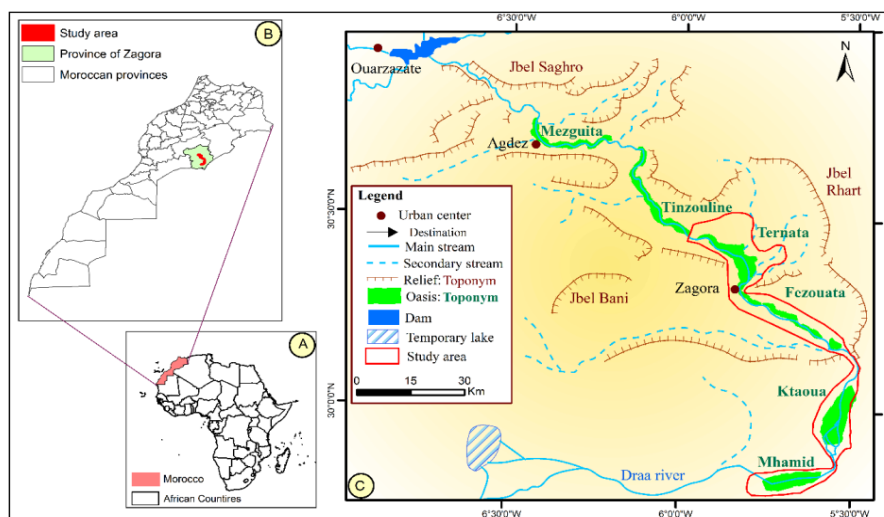 Study area
Province of Zagora
Moroccan provinces
B
A
Morocco
African Countires
6°30'0"W
6°0'0"W
5°30'0"W
N
Ouarzazate
Jbel Saghro
Mezguita
Agdez
Jbel
Rhart
Tinzouline
Ternata
Zagora
Fezouata
Jbel Bani
Ktaoua
Mhamid
Draa river
30°30'0"N
30°0'0"N
Legend
Urban center
Destination
Main stream
Secondary stream
Relief: Toponym
Oasis: Toponym
Dam
Temporary lake
Study area
0 15 30
Km
C
6°30'0"W
6°0'0"W
5°30'0"W